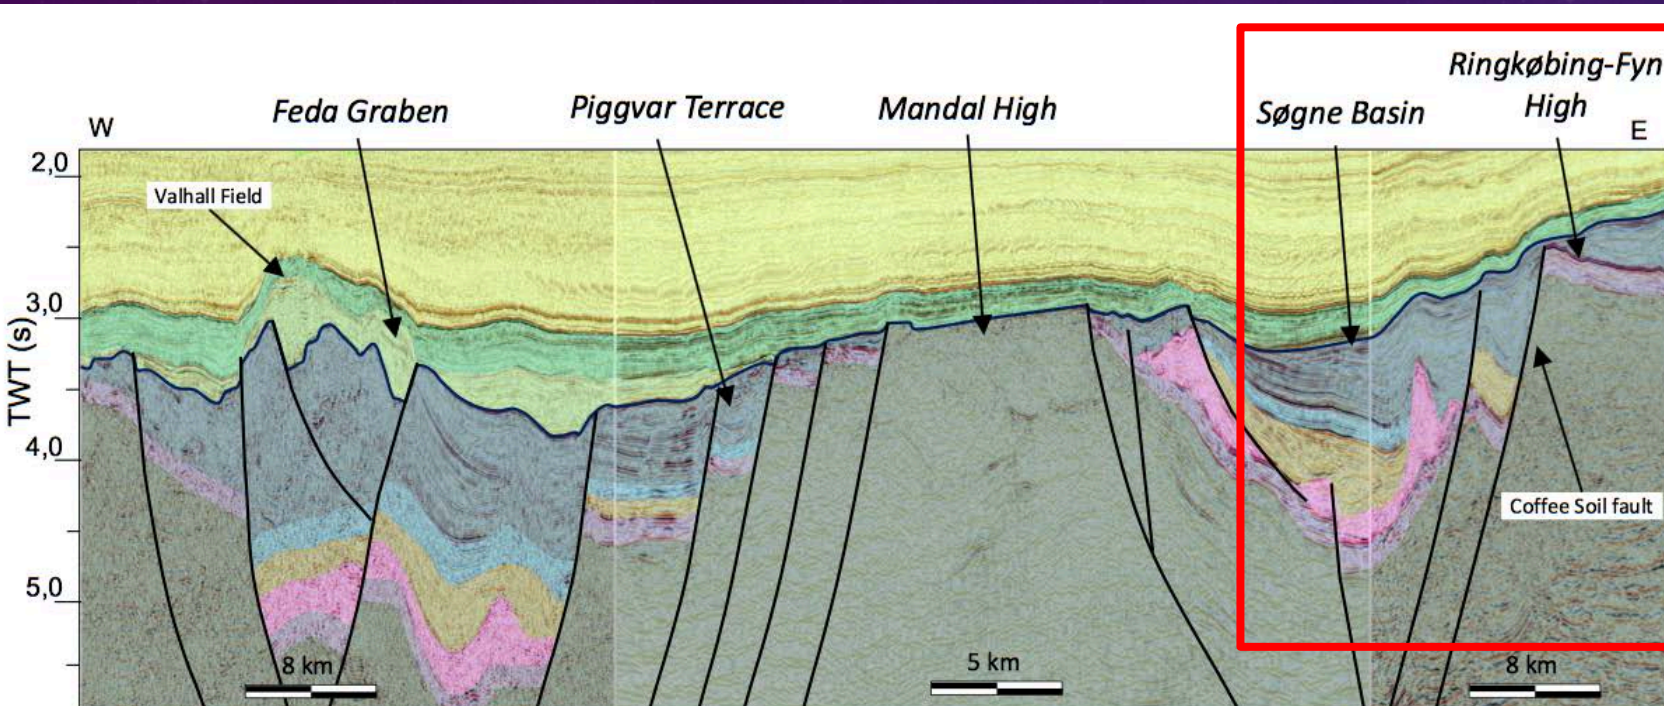 Ringkøbing-Fyn
High
Feda Graben
Piggvar Terrace
Mandal High
Søgne Basin
W
E
2,0
Valhall Field
3,0
TWT (s)
4,0
Coffee Soil fault
5,0
8 km
5 km
8 km